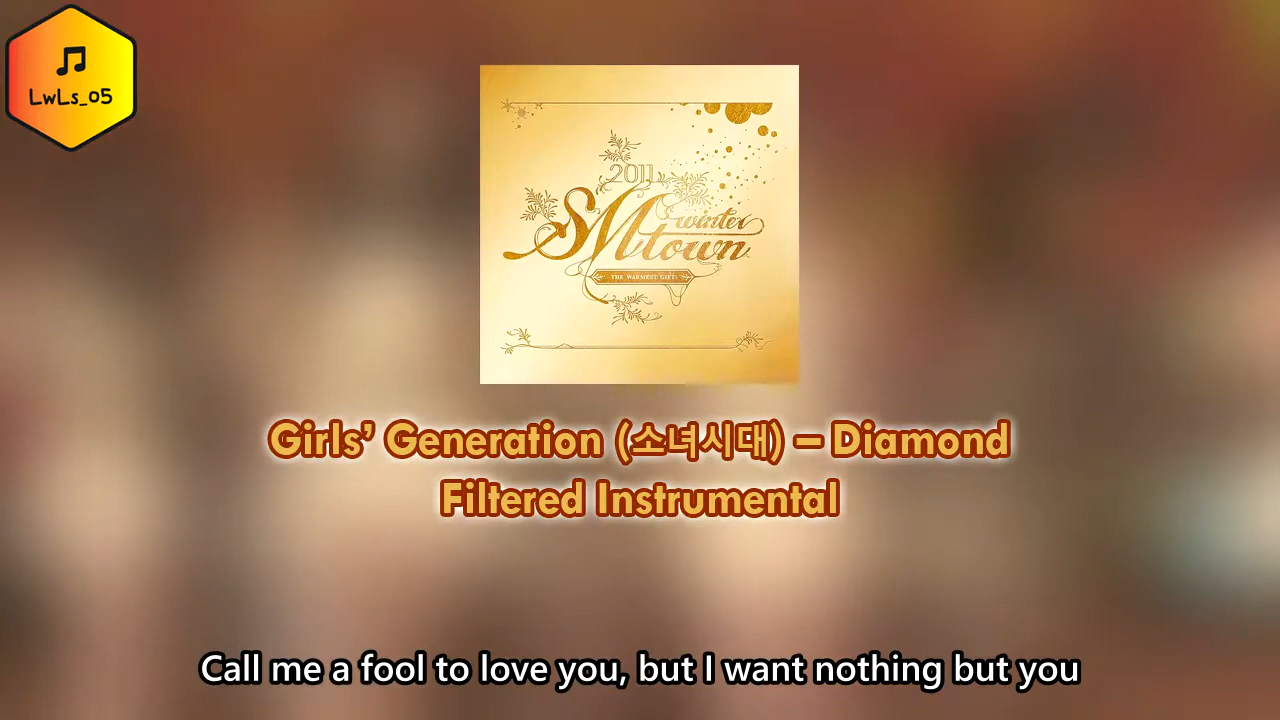 LwLs_05
2011
SMtown
winter
THE WARMEST GIFT
Girls’ Generation (소녀시대) – Diamond
Filtered Instrumental
Call me a fool to love you, but I want nothing but you